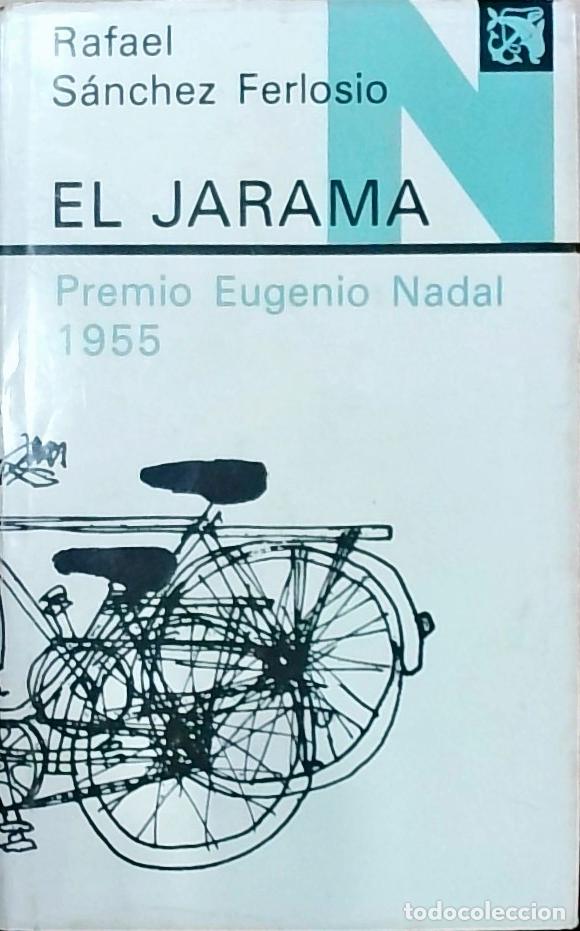 Rafael
Sánchez Ferlosio
N
EL JARAMA
Premio Eugenio Nadal
1955
todocoleccion